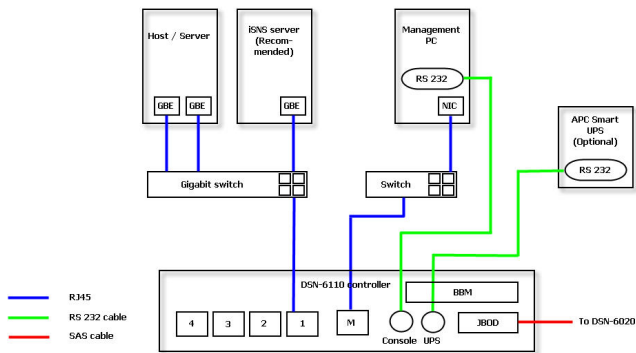 Host / Server
GBE
GBE
iSNS server
(Recom-
mended)
GBE
Management
PC
RS 232
NIC
APC Smart
UPS
(Optional)
RS 232
Gigabit switch
Switch
DSN-6110 controller
BBM
4
3
2
1
M
Console
UPS
JBOD
To DSN-6020
RJ45
RS 232 cable
SAS cable